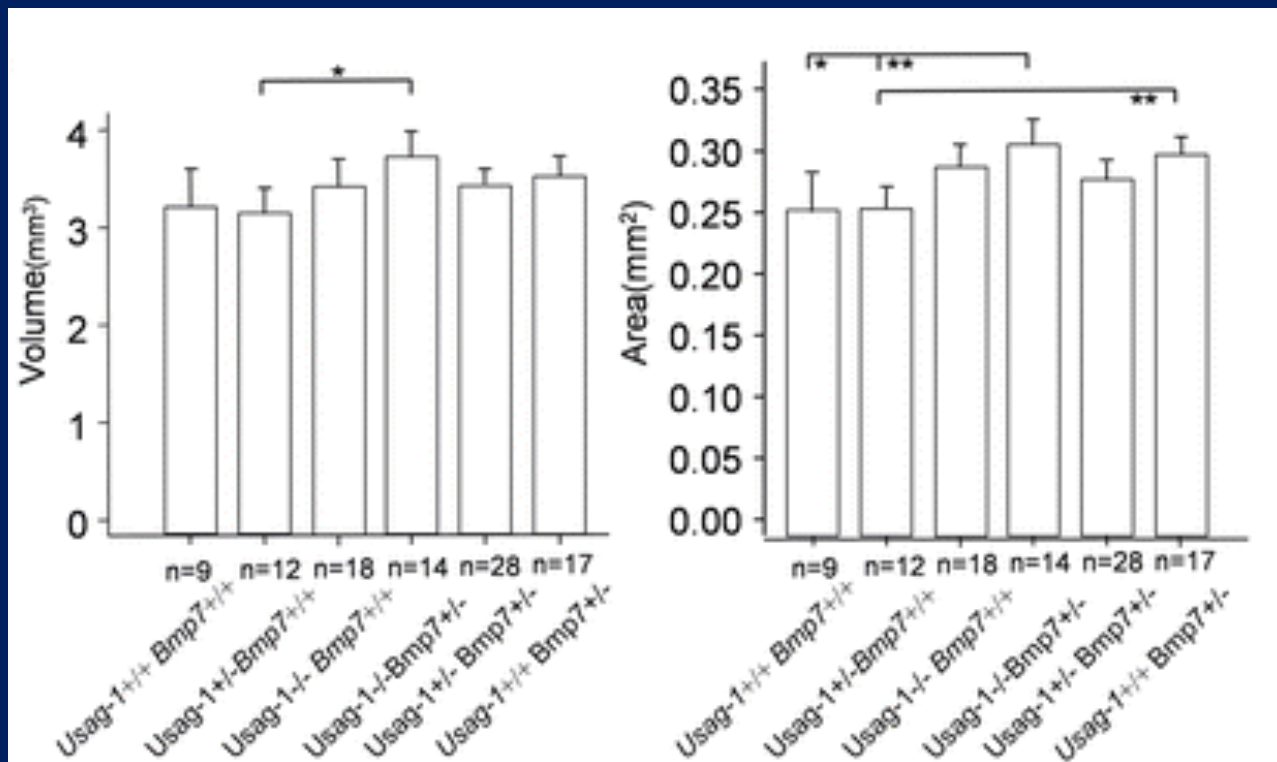 Volume(mm³)
4
3
2
1
0
★
n=9 n=12 n=18 n=14 n=28 n=17
Usag-1+/+ Bmp7+/+
Usag-1+/-Bmp7+/+
Usag-1-/- Bmp7+/+
Usag-1-/-Bmp7+/-
Usag-1+/- Bmp7+/-
Usag-1+/+ Bmp7+/-
Area(mm²)
0.35
0.30
0.25
0.20
0.15
0.10
0.05
0.00
★ ★★
★★
n=9 n=12 n=18 n=14 n=28 n=17
Usag-1+/+ Bmp7+/+
Usag-1+/-Bmp7+/+
Usag-1-/- Bmp7+/+
Usag-1-/-Bmp7+/-
Usag-1+/- Bmp7+/-
Usag-1+/+ Bmp7+/-